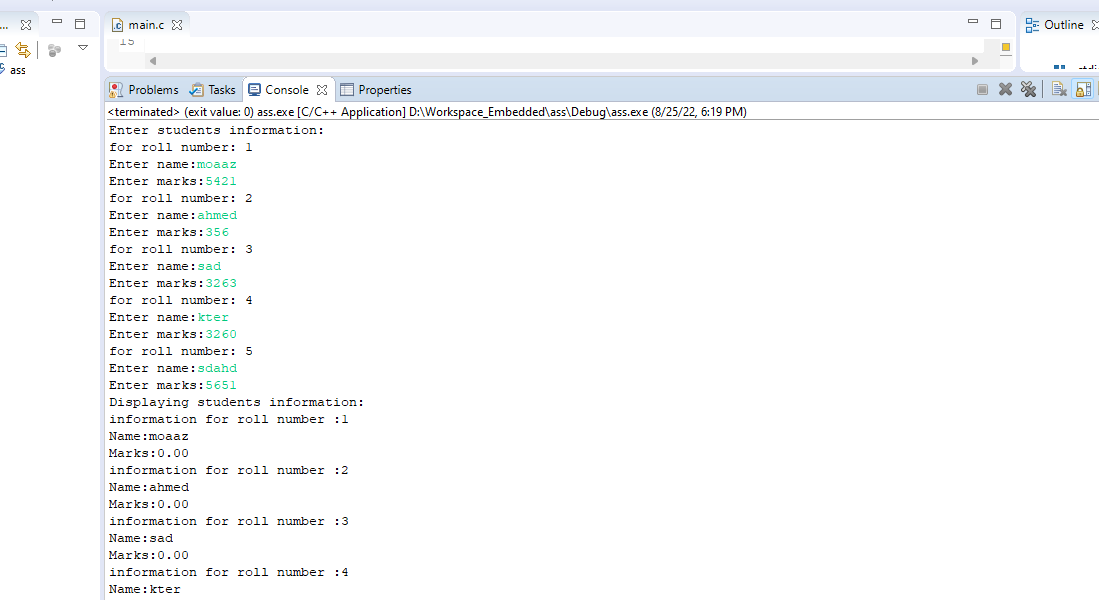 main.c
Outline
15
ass
Problems Tasks Console Properties
<terminated> (exit value: 0) ass.exe [C/C++ Application] D:\Workspace_Embedded\ass\Debug\ass.exe (8/25/22, 6:19 PM)
Enter students information:
for roll number: 1
Enter name:moaaz
Enter marks:5421
for roll number: 2
Enter name:ahmed
Enter marks:356
for roll number: 3
Enter name:sad
Enter marks:3263
for roll number: 4
Enter name:kter
Enter marks:3260
for roll number: 5
Enter name:sdahd
Enter marks:5651
Displaying students information:
information for roll number :1
Name:moaaz
Marks:0.00
information for roll number :2
Name:ahmed
Marks:0.00
information for roll number :3
Name:sad
Marks:0.00
information for roll number :4
Name:kter